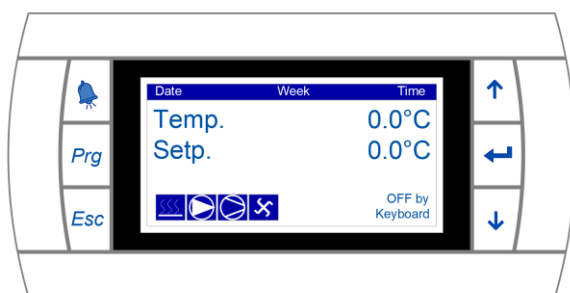 Date Week Time
Temp. 0.0°C
Prg
Setp. 0.0°C
OFF by
Keyboard
Esc